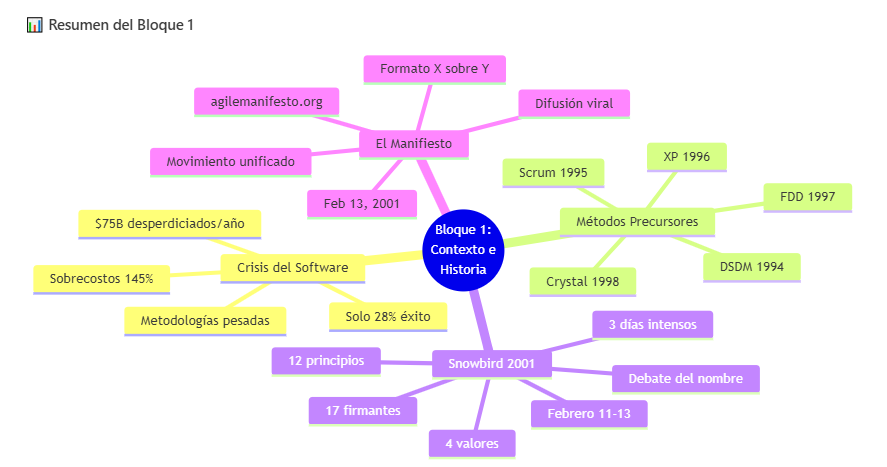 📊 Resumen del Bloque 1
Formato X sobre Y
agilemanifesto.org
Difusión viral
El Manifiesto
Movimiento unificado
Feb 13, 2001
XP 1996
Scrum 1995
FDD 1997
Métodos Precursores
DSDM 1994
Crystal 1998
Bloque 1:
Contexto e
Historia
$75B desperdiciados/año
Crisis del Software
Sobrecostos 145%
Metodologías pesadas
Solo 28% éxito
3 días intensos
12 principios
Snowbird 2001
Debate del nombre
17 firmantes
Febrero 11-13
4 valores